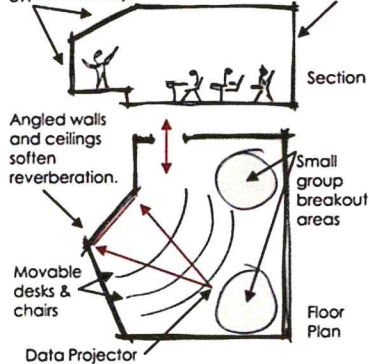 Section
Angled walls
and ceilings
soften
reverberation.
Small
group
breakout
areas
Movable
desks &
chairs
Floor
Plan
Data Projector